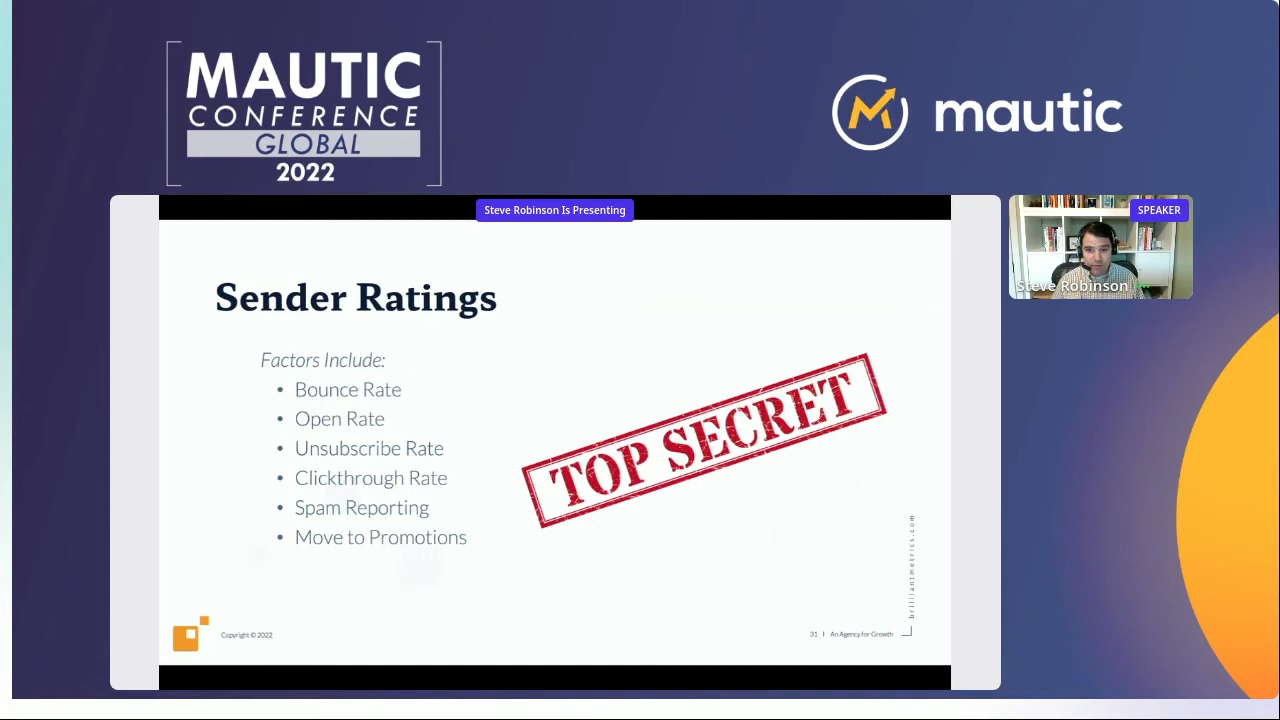 MAUTIC
CONFERENCE
GLOBAL
2022
mautic
Steve Robinson Is Presenting
SPEAKER
Steve Robinson
Sender Ratings
Factors Include:
• Bounce Rate
• Open Rate
• Unsubscribe Rate
• Clickthrough Rate
• Spam Reporting
• Move to Promotions
TOP SECRET
brilliantmetrics.com
Copyright © 2022
31 | An Agency for Growth